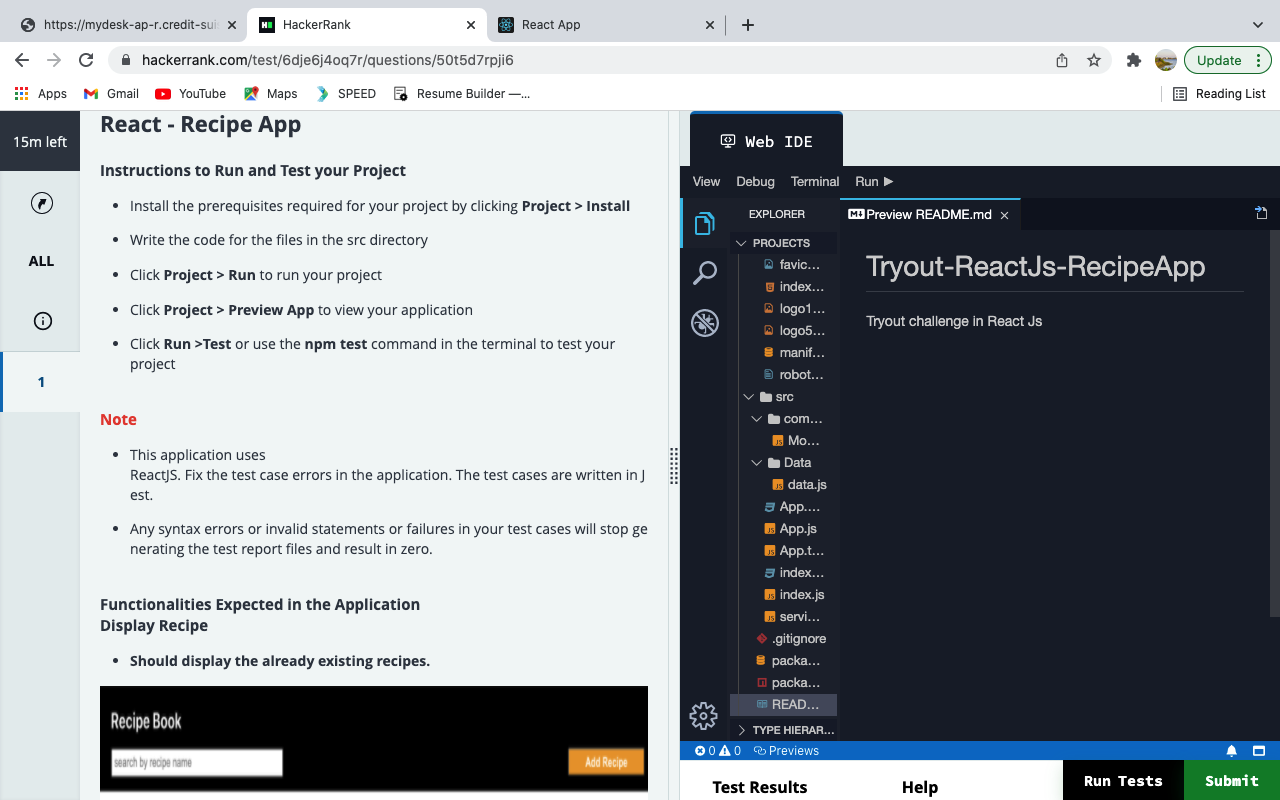 https://mydesk-ap-r.credit-sui
HackerRank
React App
hackerrank.com/test/6dje6j4oq7r/questions/50t5d7rpji6
Update
Apps
Gmail
YouTube
Maps
SPEED
Resume Builder —...
Reading List
15m left
ALL
1
React - Recipe App
Instructions to Run and Test your Project
• Install the prerequisites required for your project by clicking Project > Install
• Write the code for the files in the src directory
• Click Project > Run to run your project
• Click Project > Preview App to view your application
• Click Run >Test or use the npm test command in the terminal to test your
project
Note
• This application uses
ReactJS. Fix the test case errors in the application. The test cases are written in J
est.
• Any syntax errors or invalid statements or failures in your test cases will stop ge
nerating the test report files and result in zero.
Functionalities Expected in the Application
Display Recipe
• Should display the already existing recipes.
Recipe Book
search by recipe name
Add Recipe
Web IDE
View Debug Terminal Run
EXPLORER
PROJECTS
favic...
index...
logo1...
logo5...
manif...
robot...
src
com...
Mo...
Data
data.js
App....
App.js
App.t...
index...
index.js
servi...
.gitignore
packa...
packa...
READ...
TYPE HIERAR...
Preview README.md
Tryout-ReactJs-RecipeApp
Tryout challenge in React Js
0 0 Previews
Test Results
Help
Run Tests
Submit